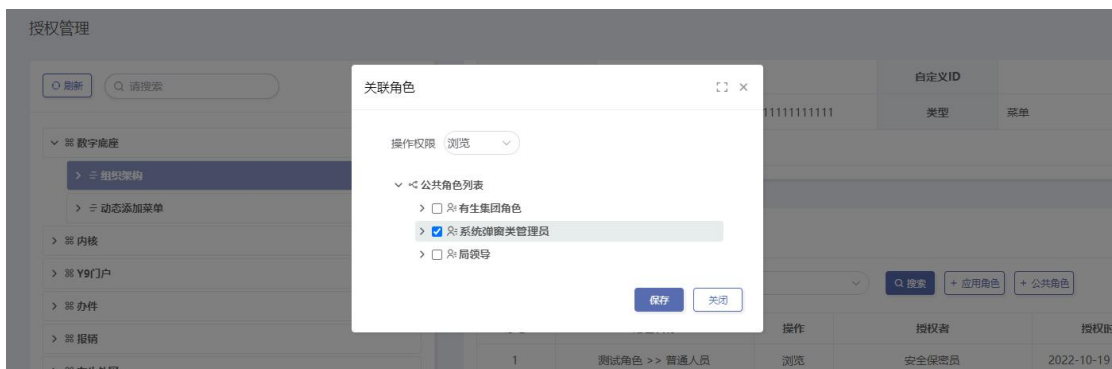 授权管理
刷新
请搜索
数字底座
组织架构
动态添加菜单
内核
Y9门户
办件
报销
关联角色
操作权限 浏览
公共角色列表
有生集团角色
系统弹窗类管理员
局领导
保存
关闭
自定义ID
11111111111
类型
菜单
搜索
+ 应用角色
+ 公共角色
操作
授权者
1
测试角色 >> 普通人员
浏览
安全保密员
2022-10-19